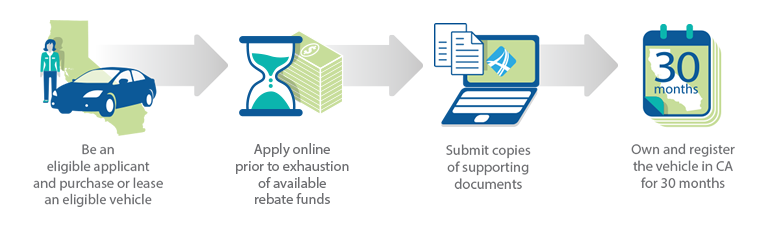 30
months
Be an
eligible applicant
and purchase or lease
an eligible vehicle
Apply online
prior to exhaustion
of available
rebate funds
Submit copies
of supporting
documents
Own and register
the vehicle in CA
for 30 months